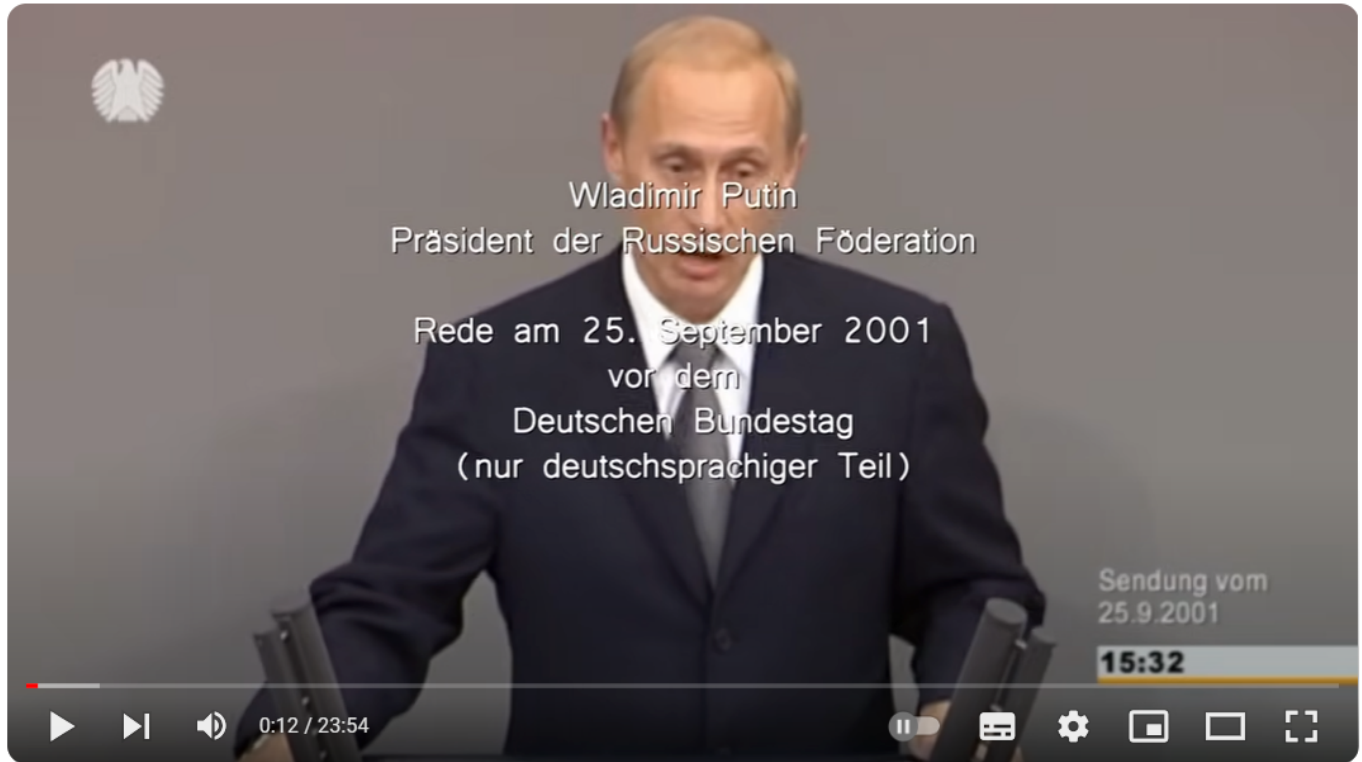 Wladimir Putin
Präsident der Russischen Föderation
Rede am 25. September 2001
vor dem
Deutschen Bundestag
(nur deutschsprachiger Teil)
Sendung vom
25.9.2001
15:32
0:12 / 23:54